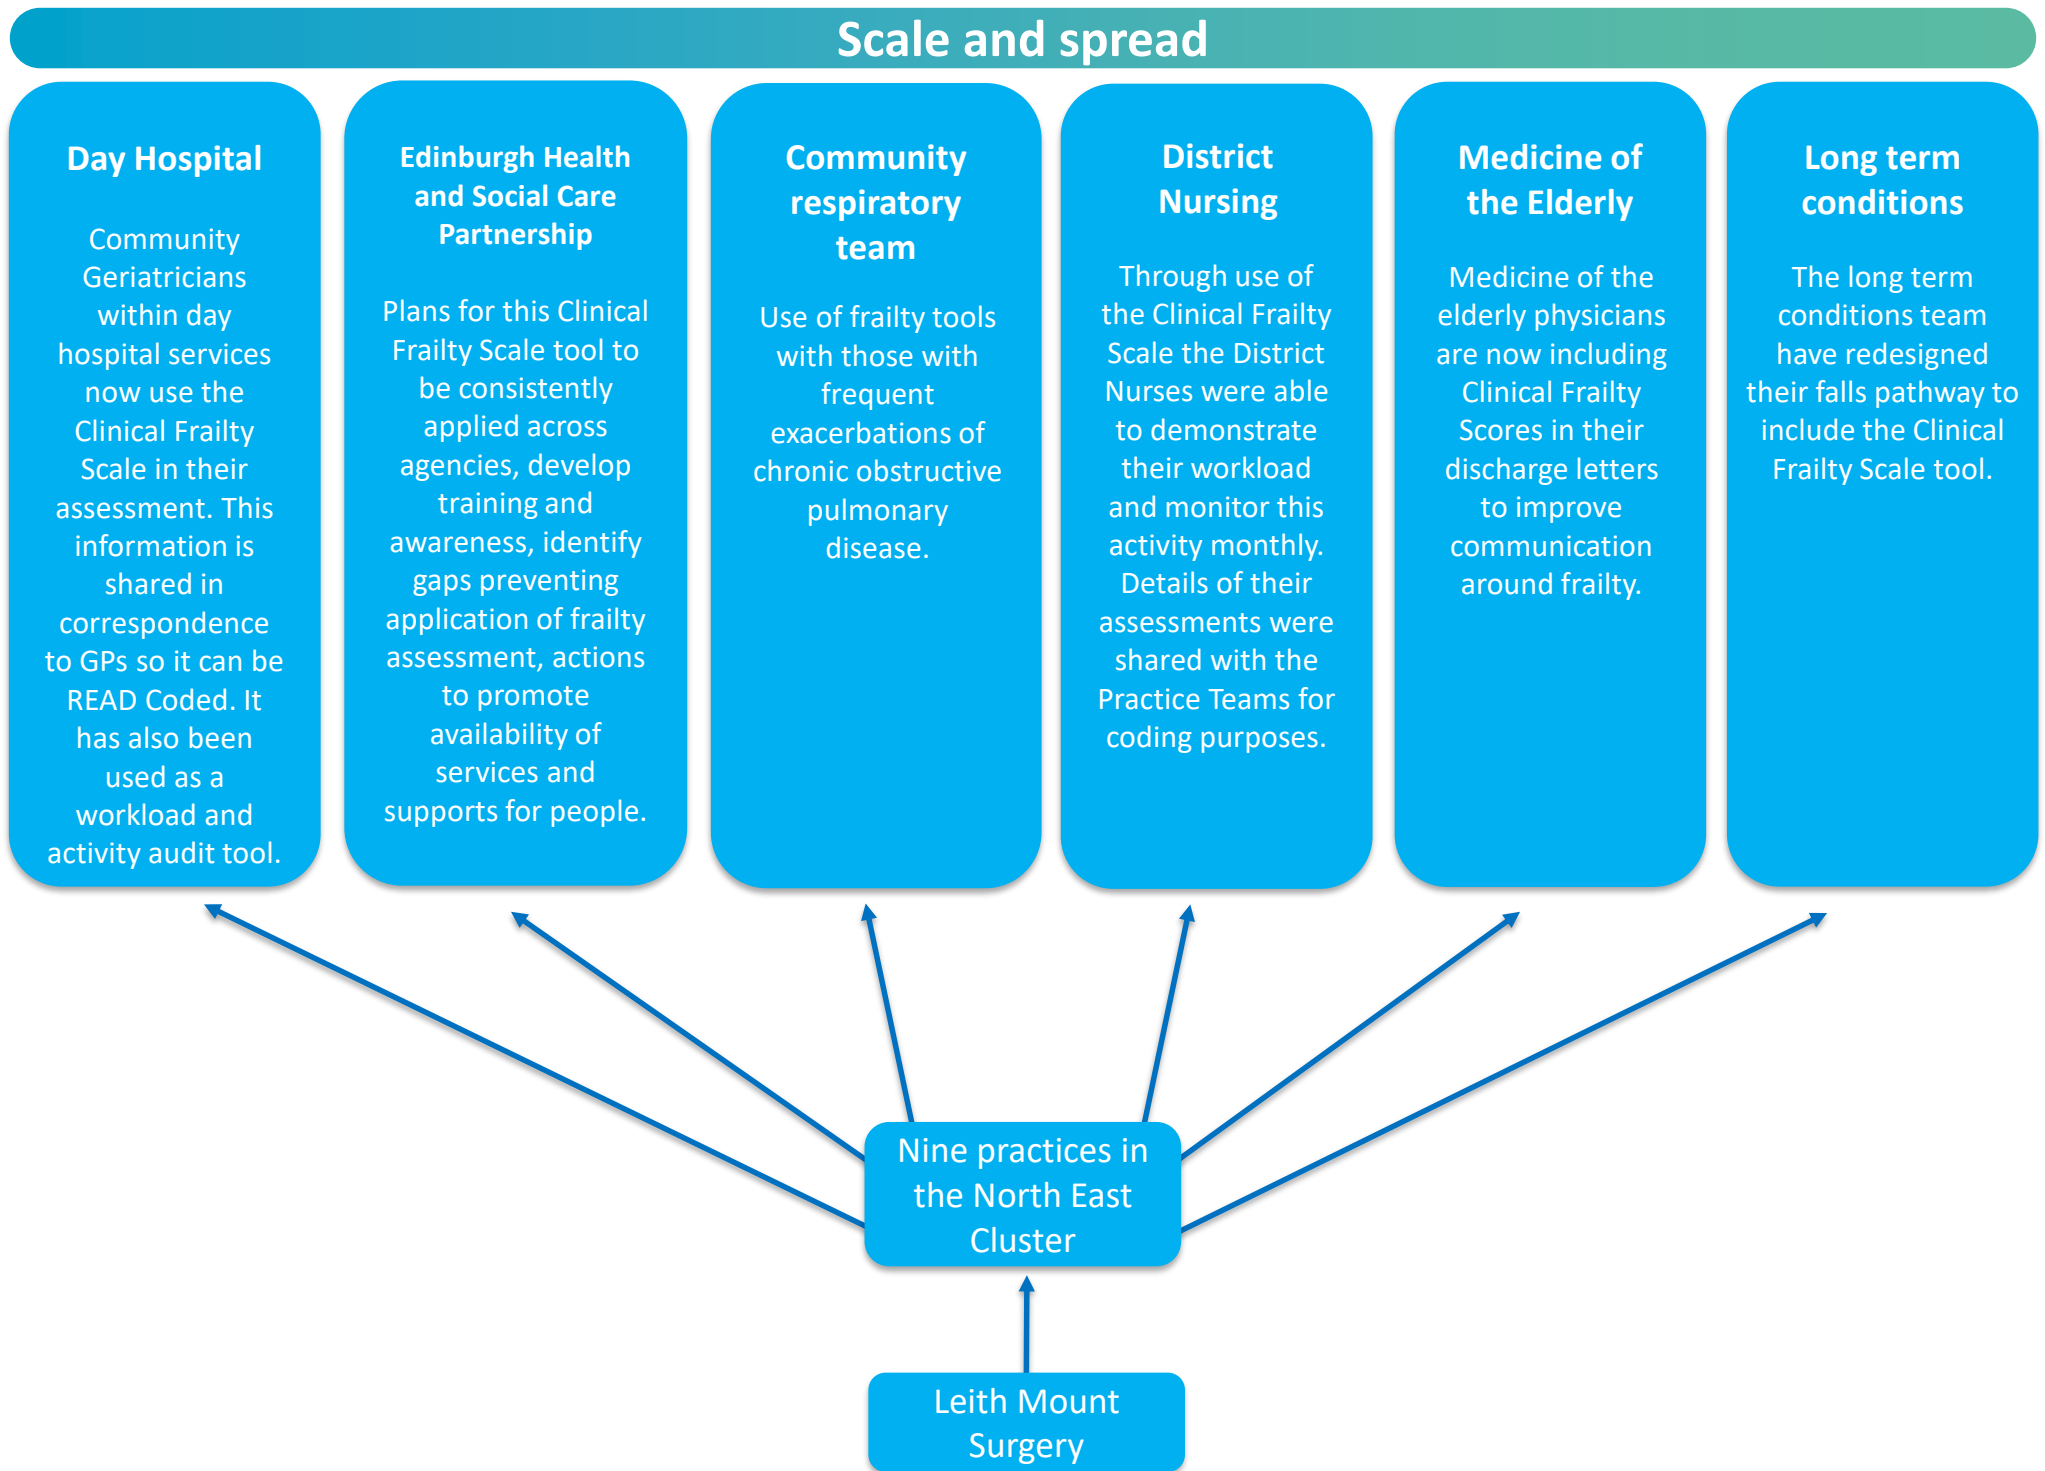 Scale and spread
Day Hospital
Community
Geriatricians
within day
hospital services
now use the
Clinical Frailty
Scale in their
assessment. This
information is
shared in
correspondence
to GPs so it can be
READ Coded. It
has also been
used as a
workload and
activity audit tool.
Edinburgh Health
and Social Care
Partnership
Plans for this Clinical
Frailty Scale tool to
be consistently
applied across
agencies, develop
training and
awareness, identify
gaps preventing
application of frailty
assessment, actions
to promote
availability of
services and
supports for people.
Community
respiratory
team
Use of frailty tools
with those with
frequent
exacerbations of
chronic obstructive
pulmonary
disease.
District
Nursing
Through use of
the Clinical Frailty
Scale the District
Nurses were able
to demonstrate
their workload
and monitor this
activity monthly.
Details of their
assessments were
shared with the
Practice Teams for
coding purposes.
Medicine of
the Elderly
Medicine of the
elderly physicians
are now including
Clinical Frailty
Scores in their
discharge letters
to improve
communication
around frailty.
Long term
conditions
The long term
conditions team
have redesigned
their falls pathway to
include the Clinical
Frailty Scale tool.
Nine practices in
the North East
Cluster
Leith Mount
Surgery